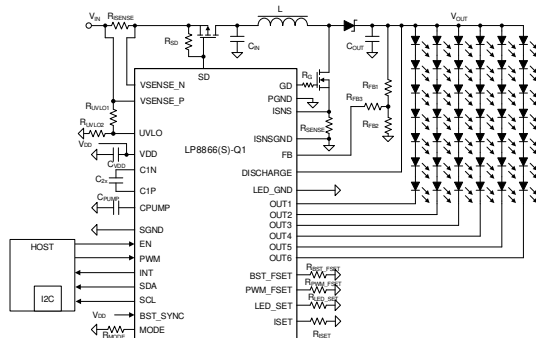 VIN
RISENSE
RSD
CIN
L
COUT
VOUT
SD
VSENSE_N
VSENSE_P
RUVLO1
RUVLO2
UVLO
VDD
VDD
CVDD
C1N
C2x
C1P
CPUMP
CPUMP
SGND
LP8866(S)-Q1
GD
RG
PGND
ISNS
RSENSE
ISNSGND
FB
RFB1
RFB3
RFB2
DISCHARGE
LED_GND
OUT1
OUT2
OUT3
OUT4
OUT5
OUT6
HOST
I2C
EN
PWM
INT
SDA
SCL
VDD
BST_SYNC
MODE
RMODE
BST_FSET
RBST_FSET
PWM_FSET
RPWM_FSET
LED_SET
RLED_SET
ISET
RISET